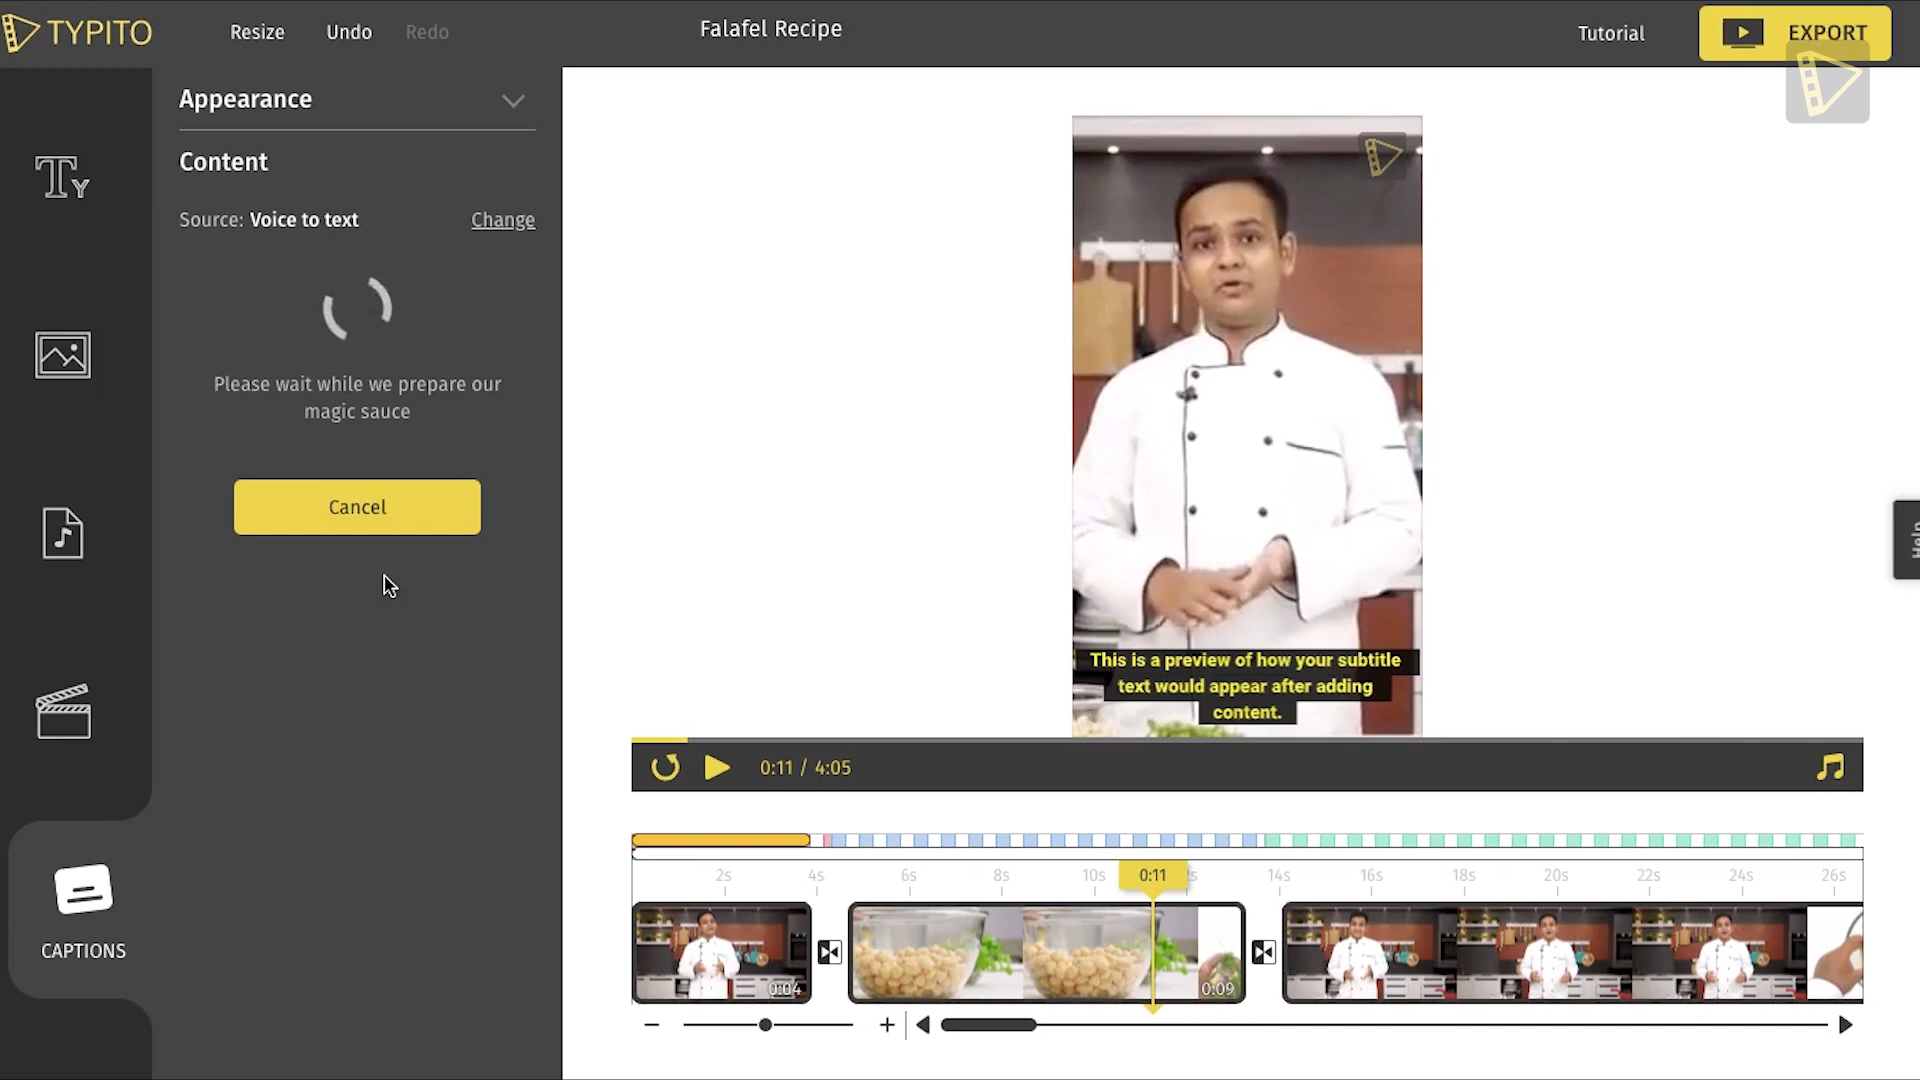 TYPITO
Resize
Undo
Redo
Falafel Recipe
Tutorial
EXPORT
Appearance
Content
Source: Voice to text
Change
Please wait while we prepare our
magic sauce
Cancel
CAPTIONS
This is a preview of how your subtitle
text would appear after adding
content.
Help
0:11 / 4:05
2s
4s
6s
8s
10s
0:11
14s
16s
18s
20s
22s
24s
26s
0:04
0:09